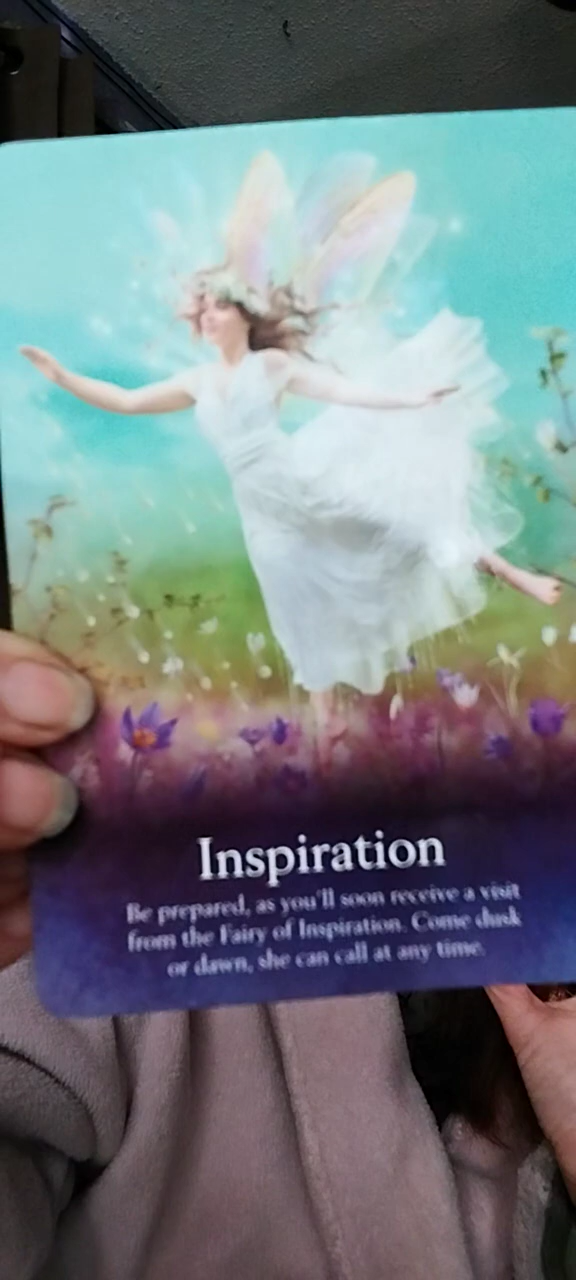 Inspiration
Be prepared, as you'll soon receive a visit
from the Fairy of Inspiration. Come dusk
or dawn, she can call at any time.